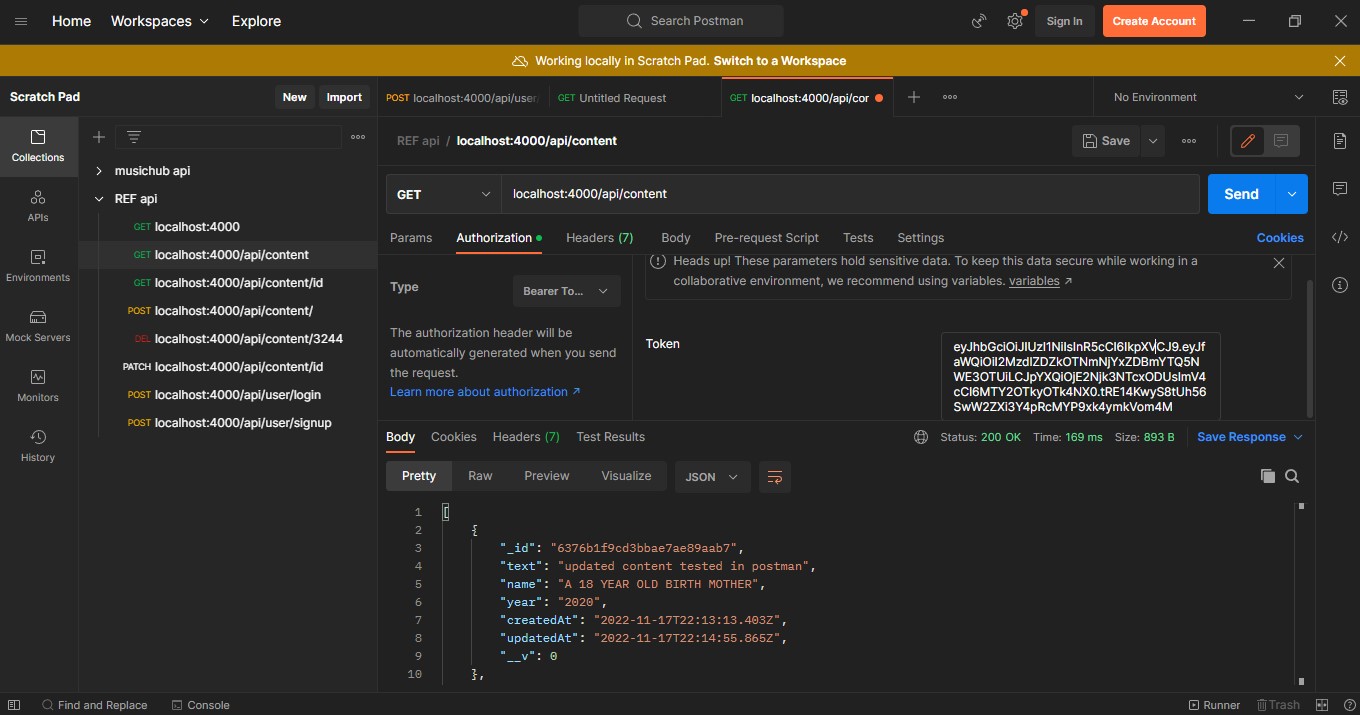 Home Workspaces Explore Search Postman Sign In Create Account
Working locally in Scratch Pad. Switch to a Workspace
Scratch Pad New Import
POST localhost:4000/api/user GET Untitled Request GET localhost:4000/api/cor No Environment
Collections
APIs
Environments
Mock Servers
Monitors
History
musichub api
REF api
GET localhost:4000
GET localhost:4000/api/content
GET localhost:4000/api/content/id
POST localhost:4000/api/content/
DEL localhost:4000/api/content/3244
PATCH localhost:4000/api/content/id
POST localhost:4000/api/user/login
POST localhost:4000/api/user/signup
REF api / localhost:4000/api/content Save
GET localhost:4000/api/content Send
Params Authorization Headers (7) Body Pre-request Script Tests Settings Cookies
Type Bearer To...
The authorization header will be
automatically generated when you send
the request.
Learn more about authorization ↗
Heads up! These parameters hold sensitive data. To keep this data secure while working in a
collaborative environment, we recommend using variables. variables ↗
Token
eyJhbGciOiJIUzI1NiIsInR5cCI6IkpXVCJ9.eyJf
aWQiOiI2MzdlZDZkOTNmNjYxZDBmYTQ5N
WE3OTUiLCJpYXQiOjE2Njk3NTcxODUsImV4
cCI6MTY2OTkyOTk4NX0.tRE14KwyS8tUh56
SwW2ZXi3Y4pRcMYP9xk4ymkVom4M
Body Cookies Headers (7) Test Results Status: 200 OK Time: 169 ms Size: 893 B Save Response
Pretty Raw Preview Visualize JSON
1 [
2 {
3 "_id": "6376b1f9cd3bbae7ae89aab7",
4 "text": "updated content tested in postman",
5 "name": "A 18 YEAR OLD BIRTH MOTHER",
6 "year": "2020",
7 "createdAt": "2022-11-17T22:13:13.403Z",
8 "updatedAt": "2022-11-17T22:14:55.865Z",
9 "__v": 0
10 },
Find and Replace Console Runner Trash